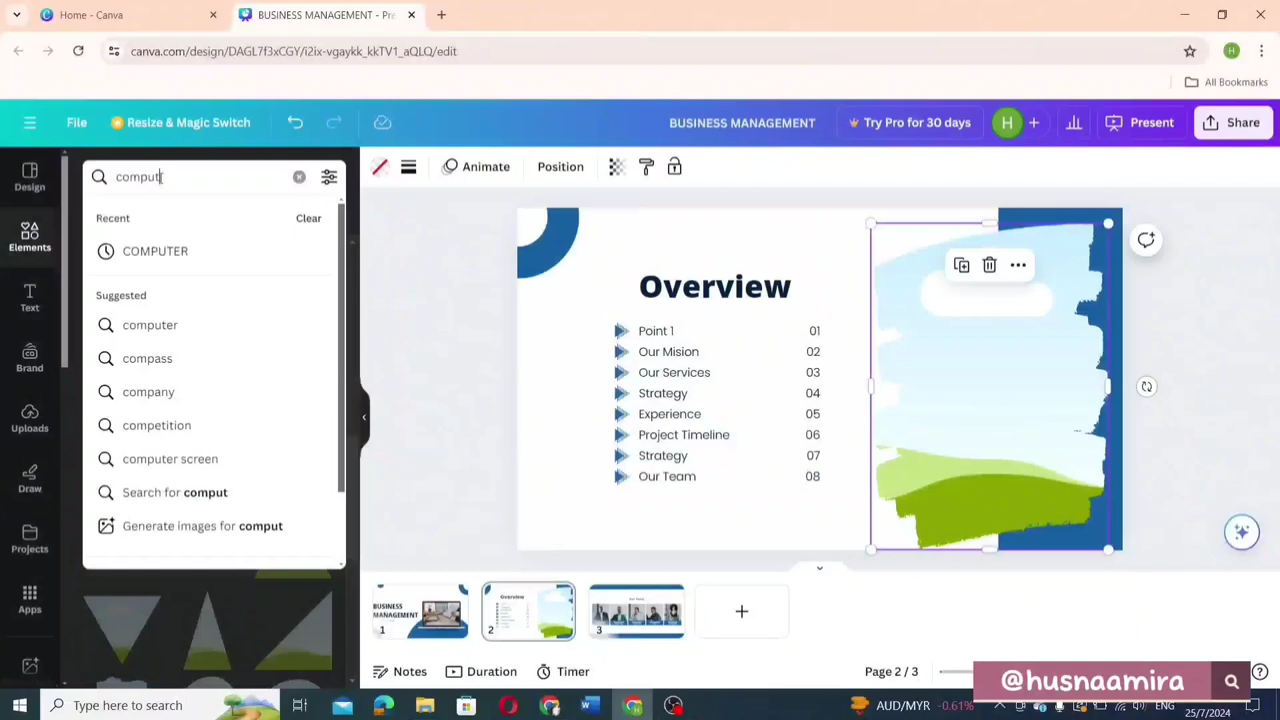 Home - Canva
BUSINESS MANAGEMENT - Pre
canva.com/design/DAGL7f3xCGY/i2ix-vgaykk_kkTV1_aQLQ/edit
H
All Bookmarks
File
Resize & Magic Switch
BUSINESS MANAGEMENT
Try Pro for 30 days
H
Present
Share
Design
Elements
Text
Brand
Uploads
Draw
Projects
Apps
comput
Recent
Clear
COMPUTER
Suggested
computer
compass
company
competition
computer screen
Search for comput
Generate images for comput
Animate
Position
Overview
Point 1 01
Our Mision 02
Our Services 03
Strategy 04
Experience 05
Project Timeline 06
Strategy 07
Our Team 08
BUSINESS
MANAGEMENT
1
Overview
2
3
Notes
Duration
Timer
Page 2 / 3
@husnaamira
Type here to search
AUD/MYR -0.61%
ENG
25/7/2024